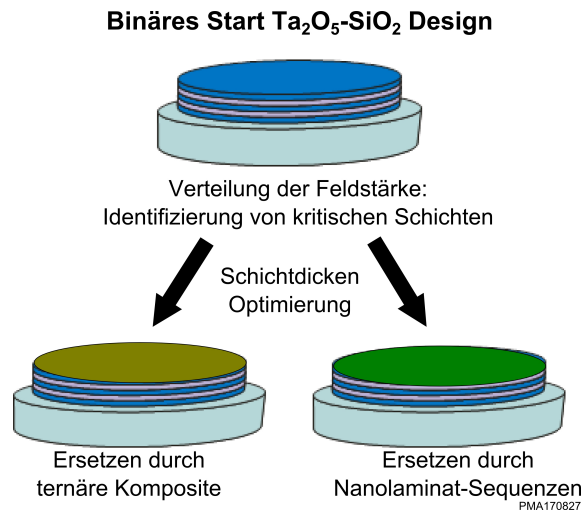 Binäres Start Ta₂O₅-SiO₂ Design
Verteilung der Feldstärke:
Identifizierung von kritischen Schichten
Schichtdicken
Optimierung
Ersetzen durch
ternäre Komposite
Ersetzen durch
Nanolaminat-Sequenzen
PMA170827